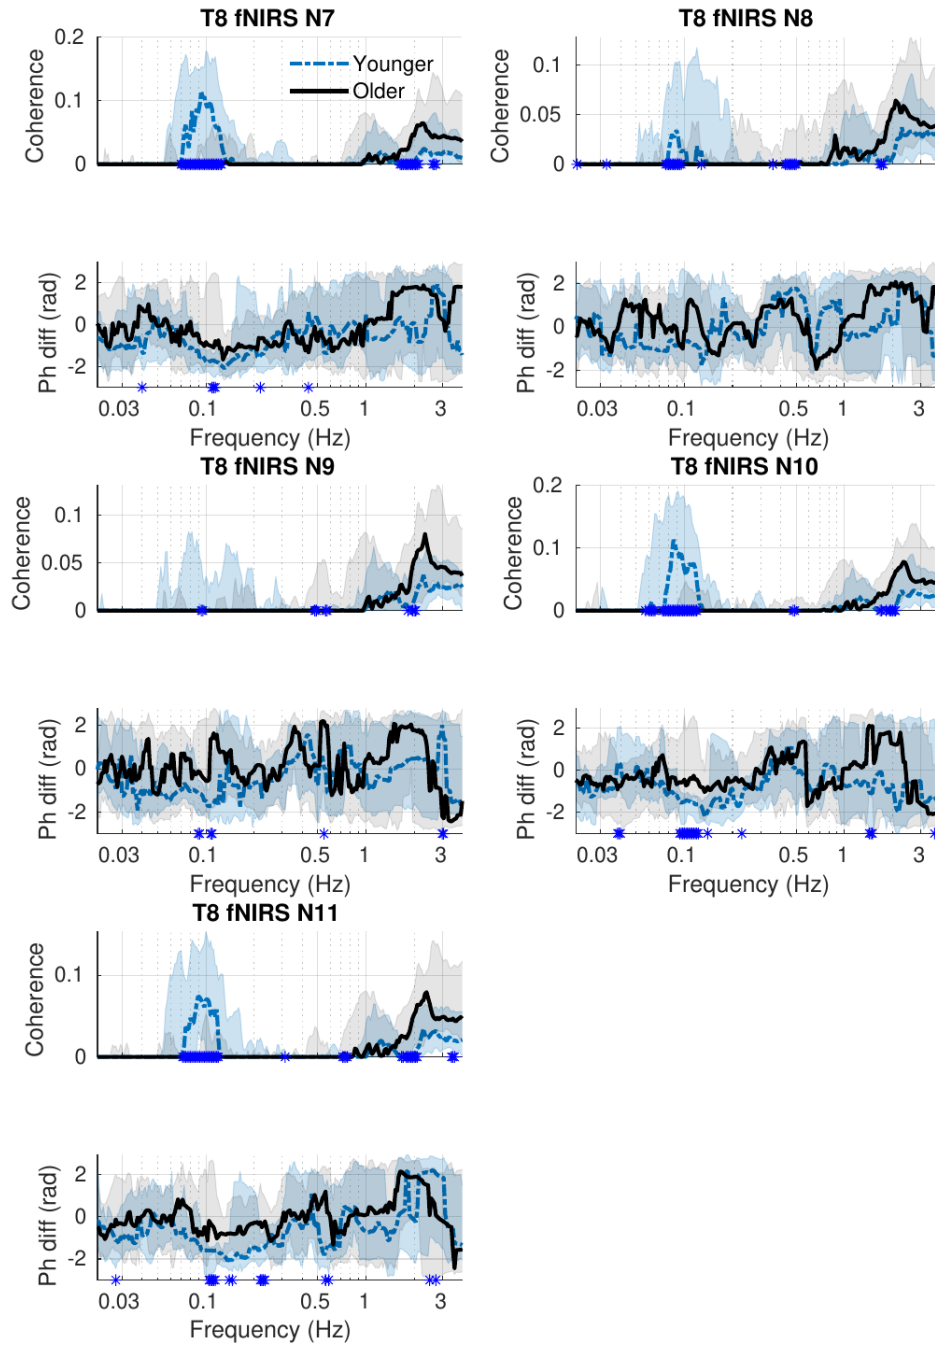 T8 fNIRS N7
Coherence
0.2
0.1
0
Younger
Older
Ph diff (rad)
2
0
-2
0.03 0.1 0.5 1 3
Frequency (Hz)
T8 fNIRS N8
Coherence
0.1
0.05
0
Ph diff (rad)
2
0
-2
0.03 0.1 0.5 1 3
Frequency (Hz)
T8 fNIRS N9
Coherence
0.1
0.05
0
Ph diff (rad)
2
0
-2
0.03 0.1 0.5 1 3
Frequency (Hz)
T8 fNIRS N10
Coherence
0.2
0.1
0
Ph diff (rad)
2
0
-2
0.03 0.1 0.5 1 3
Frequency (Hz)
T8 fNIRS N11
Coherence
0.1
0
Ph diff (rad)
2
0
-2
0.03 0.1 0.5 1 3
Frequency (Hz)